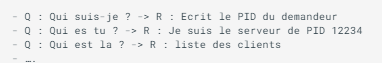 - Q : Qui suis-je ? -> R : Ecrit le PID du demandeur
- Q : Qui es tu ? -> R : Je suis le serveur de PID 12234
- Q : Qui est la ? -> R : liste des clients
- …